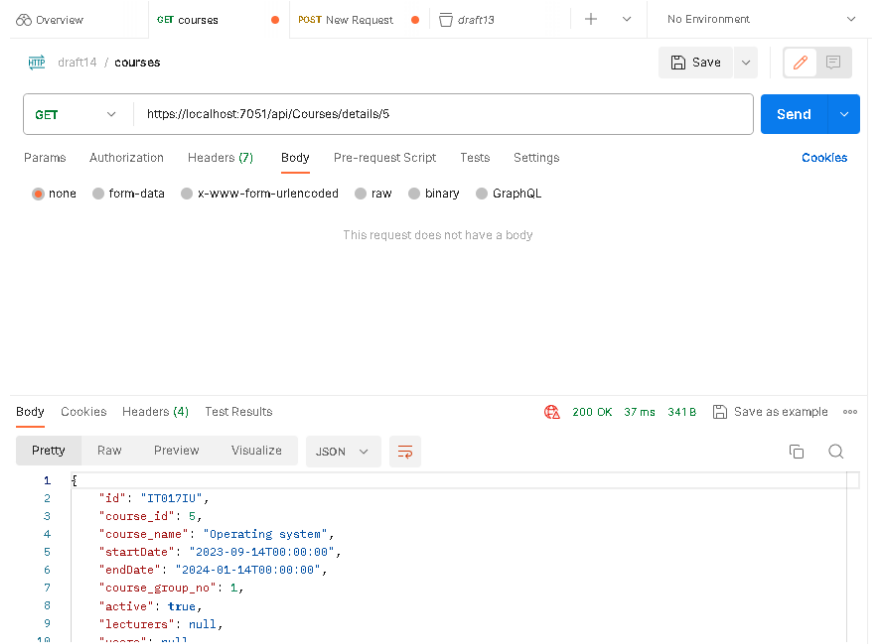 Overview GET courses POST New Request draft13 No Environment
HTTP draft14 / courses Save
GET https://localhost:7051/api/Courses/details/5 Send
Params Authorization Headers (7) Body Pre-request Script Tests Settings Cookies
none form-data x-www-form-urlencoded raw binary GraphQL
This request does not have a body
Body Cookies Headers (4) Test Results 200 OK 37 ms 341 B Save as example
Pretty Raw Preview Visualize JSON
1 {
2 "id": "IT017IU",
3 "course_id": 5,
4 "course_name": "Operating system",
5 "startDate": "2023-09-14T00:00:00",
6 "endDate": "2024-01-14T00:00:00",
7 "course_group_no": 1,
8 "active": true,
9 "lecturers": null,
10 "users": null